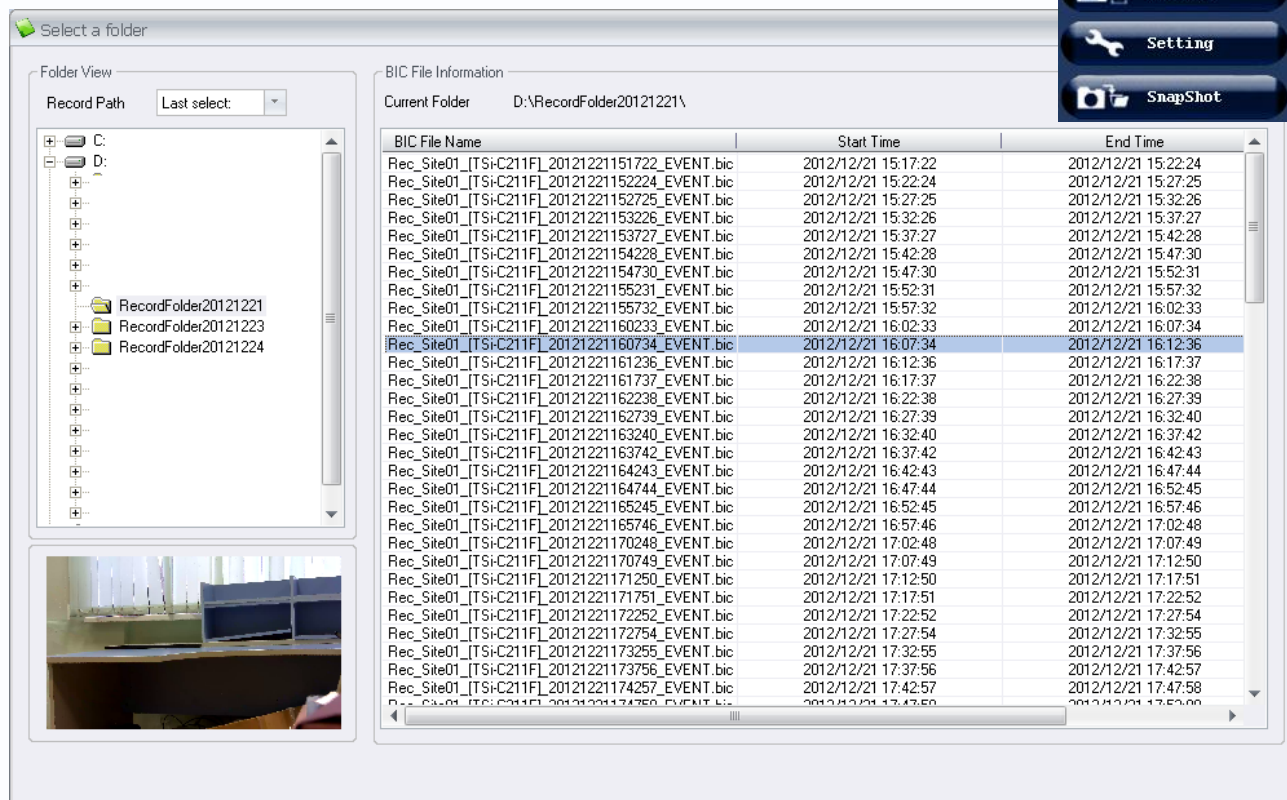 Select a folder
Setting
SnapShot
Folder View
Record Path Last select:
C:
D:
RecordFolder20121221
RecordFolder20121223
RecordFolder20121224
BIC File Information
Current Folder D:\RecordFolder20121221\
BIC File Name Start Time End Time
Rec_Site01_[TSi-C211F]_20121221151722_EVENT.bic 2012/12/21 15:17:22 2012/12/21 15:22:24
Rec_Site01_[TSi-C211F]_20121221152224_EVENT.bic 2012/12/21 15:22:24 2012/12/21 15:27:25
Rec_Site01_[TSi-C211F]_20121221152725_EVENT.bic 2012/12/21 15:27:25 2012/12/21 15:32:26
Rec_Site01_[TSi-C211F]_20121221153226_EVENT.bic 2012/12/21 15:32:26 2012/12/21 15:37:27
Rec_Site01_[TSi-C211F]_20121221153727_EVENT.bic 2012/12/21 15:37:27 2012/12/21 15:42:28
Rec_Site01_[TSi-C211F]_20121221154228_EVENT.bic 2012/12/21 15:42:28 2012/12/21 15:47:30
Rec_Site01_[TSi-C211F]_20121221154730_EVENT.bic 2012/12/21 15:47:30 2012/12/21 15:52:31
Rec_Site01_[TSi-C211F]_20121221155231_EVENT.bic 2012/12/21 15:52:31 2012/12/21 15:57:32
Rec_Site01_[TSi-C211F]_20121221155732_EVENT.bic 2012/12/21 15:57:32 2012/12/21 16:02:33
Rec_Site01_[TSi-C211F]_20121221160233_EVENT.bic 2012/12/21 16:02:33 2012/12/21 16:07:34
Rec_Site01_[TSi-C211F]_20121221160734_EVENT.bic 2012/12/21 16:07:34 2012/12/21 16:12:36
Rec_Site01_[TSi-C211F]_20121221161236_EVENT.bic 2012/12/21 16:12:36 2012/12/21 16:17:37
Rec_Site01_[TSi-C211F]_20121221161737_EVENT.bic 2012/12/21 16:17:37 2012/12/21 16:22:38
Rec_Site01_[TSi-C211F]_20121221162238_EVENT.bic 2012/12/21 16:22:38 2012/12/21 16:27:39
Rec_Site01_[TSi-C211F]_20121221162739_EVENT.bic 2012/12/21 16:27:39 2012/12/21 16:32:40
Rec_Site01_[TSi-C211F]_20121221163240_EVENT.bic 2012/12/21 16:32:40 2012/12/21 16:37:42
Rec_Site01_[TSi-C211F]_20121221163742_EVENT.bic 2012/12/21 16:37:42 2012/12/21 16:42:43
Rec_Site01_[TSi-C211F]_20121221164243_EVENT.bic 2012/12/21 16:42:43 2012/12/21 16:47:44
Rec_Site01_[TSi-C211F]_20121221164744_EVENT.bic 2012/12/21 16:47:44 2012/12/21 16:52:45
Rec_Site01_[TSi-C211F]_20121221165245_EVENT.bic 2012/12/21 16:52:45 2012/12/21 16:57:46
Rec_Site01_[TSi-C211F]_20121221165746_EVENT.bic 2012/12/21 16:57:46 2012/12/21 17:02:48
Rec_Site01_[TSi-C211F]_20121221170248_EVENT.bic 2012/12/21 17:02:48 2012/12/21 17:07:49
Rec_Site01_[TSi-C211F]_20121221170749_EVENT.bic 2012/12/21 17:07:49 2012/12/21 17:12:50
Rec_Site01_[TSi-C211F]_20121221171250_EVENT.bic 2012/12/21 17:12:50 2012/12/21 17:17:51
Rec_Site01_[TSi-C211F]_20121221171751_EVENT.bic 2012/12/21 17:17:51 2012/12/21 17:22:52
Rec_Site01_[TSi-C211F]_20121221172252_EVENT.bic 2012/12/21 17:22:52 2012/12/21 17:27:54
Rec_Site01_[TSi-C211F]_20121221172754_EVENT.bic 2012/12/21 17:27:54 2012/12/21 17:32:55
Rec_Site01_[TSi-C211F]_20121221173255_EVENT.bic 2012/12/21 17:32:55 2012/12/21 17:37:56
Rec_Site01_[TSi-C211F]_20121221173756_EVENT.bic 2012/12/21 17:37:56 2012/12/21 17:42:57
Rec_Site01_[TSi-C211F]_20121221174257_EVENT.bic 2012/12/21 17:42:57 2012/12/21 17:47:58